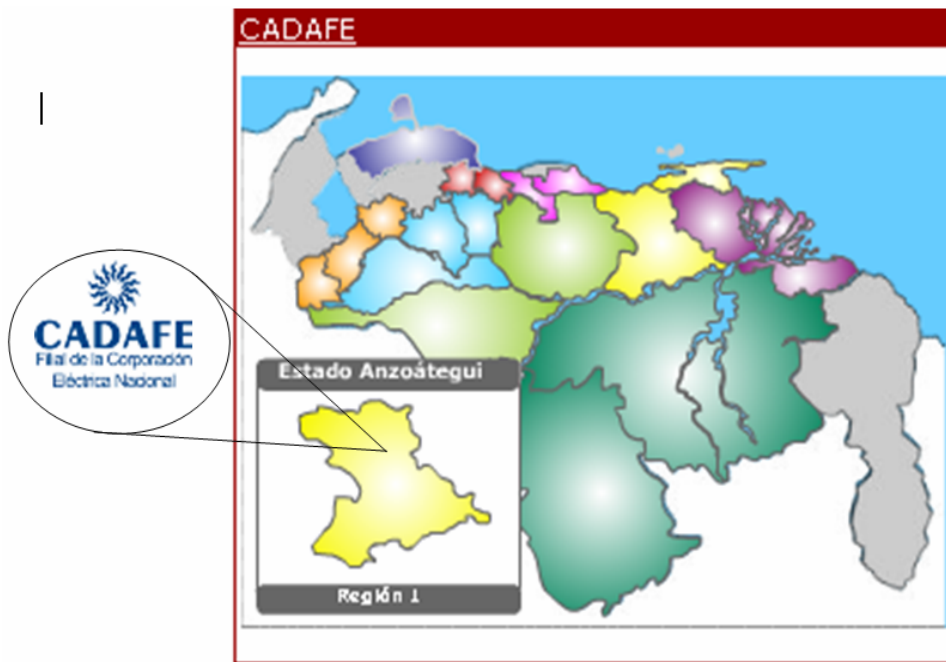 CADAFE
CADAFE
Filial de la Corporación
Eléctrica Nacional
Estado Anzoátegui
Región 1